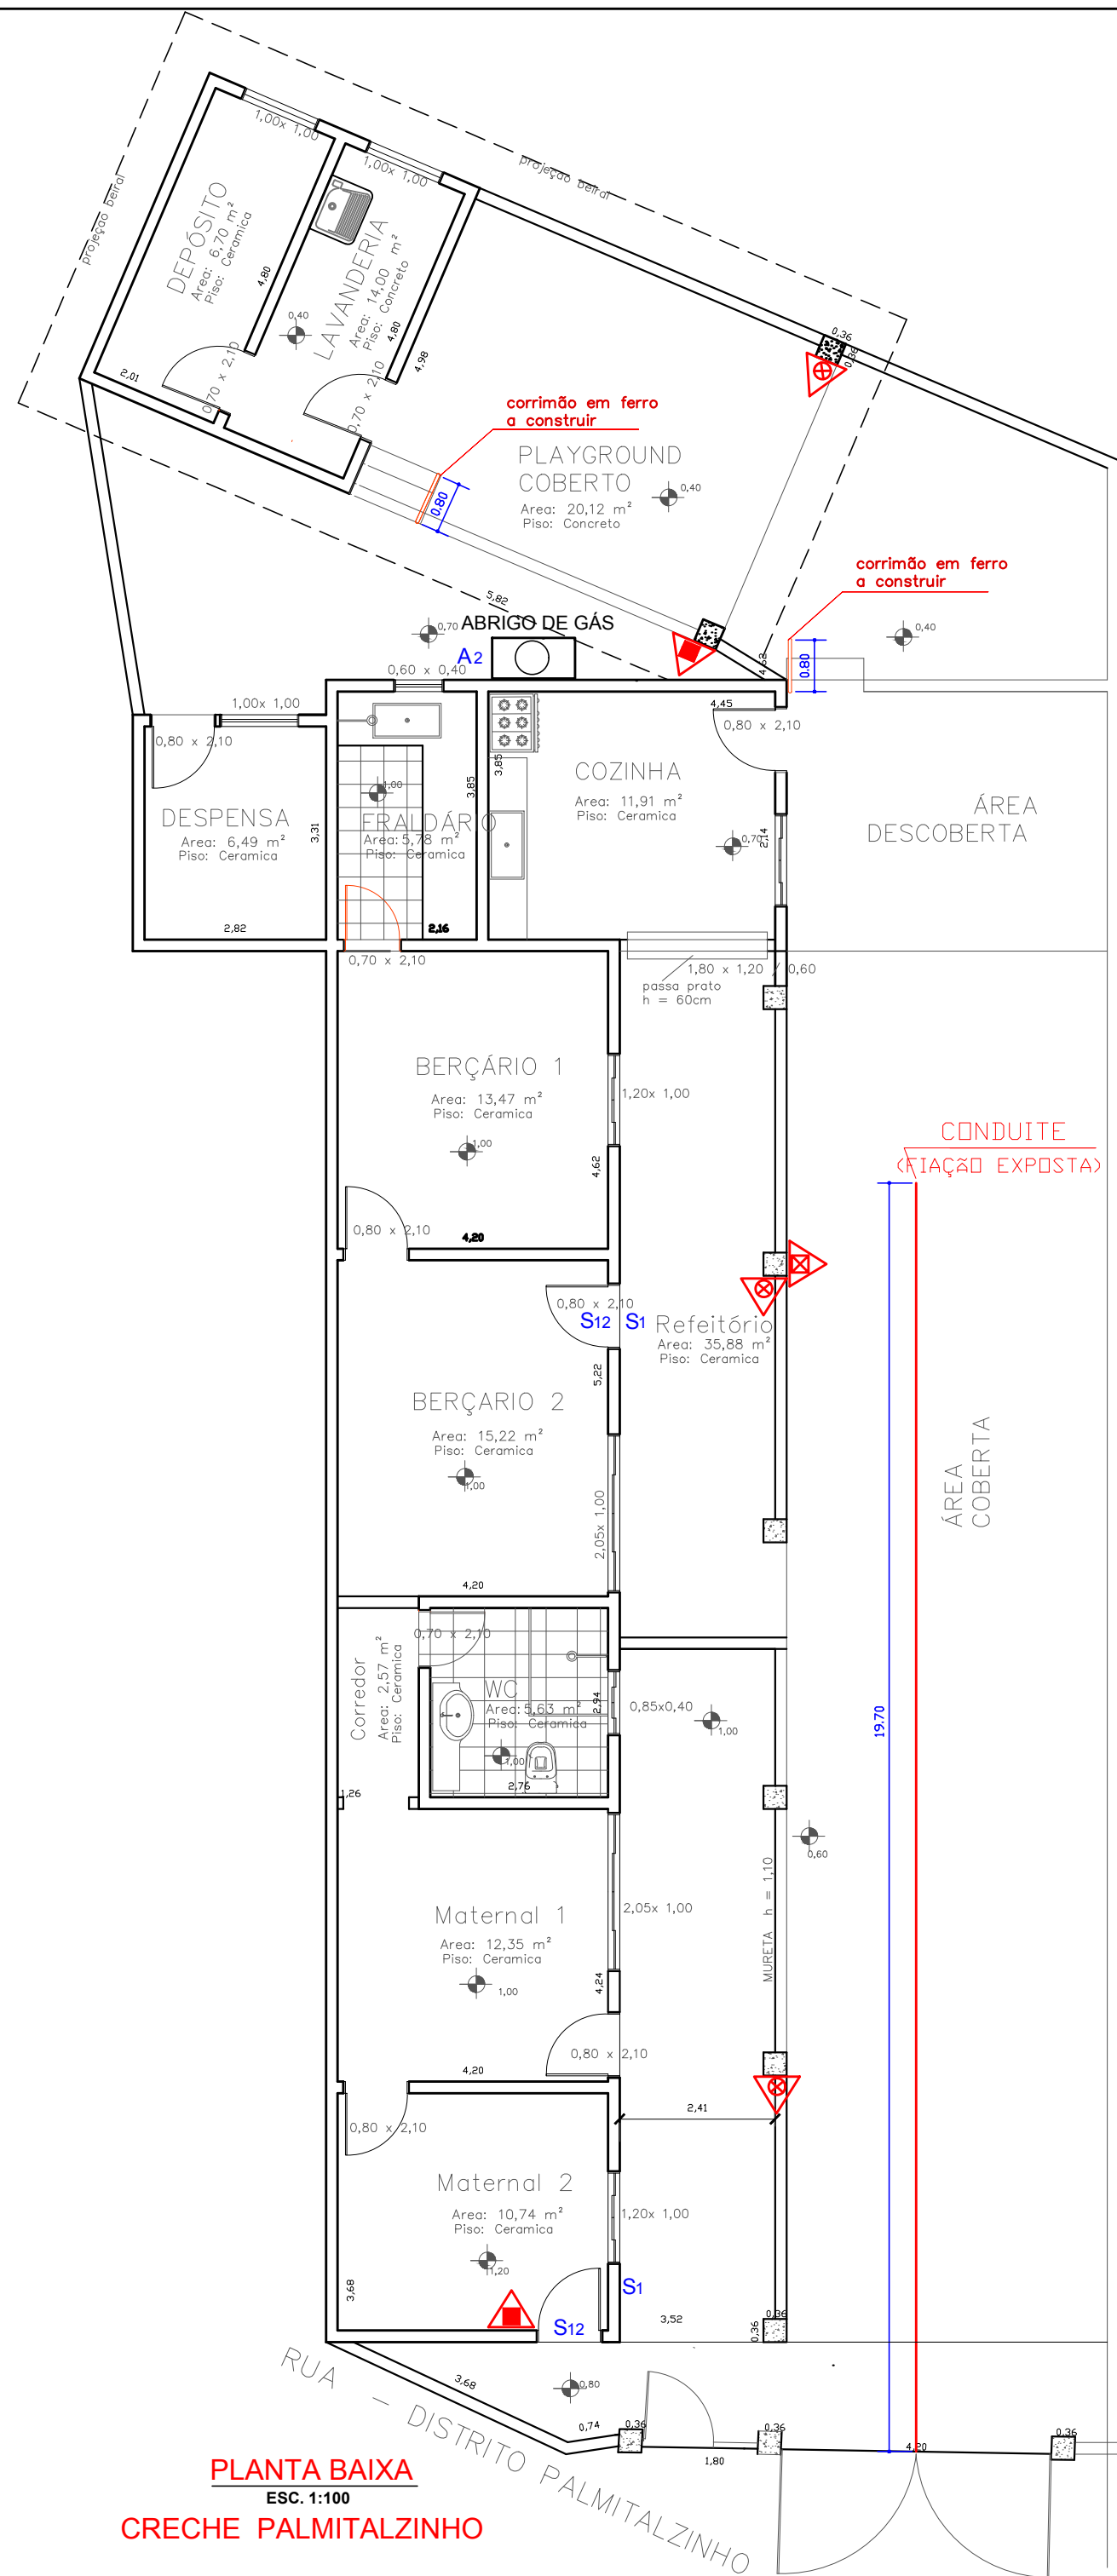 1,00x 1,00
projeção beiral
1,00x 1,00
projeção beiral
DEPÓSITO
Area: 6,70 m²
Piso: Ceramica
4,80
LAVANDERIA
Area: 14,00 m²
Piso: Concreto
4,80
4,98
0,40
0,36
0,36
2,01
0,70 x 2,10
0,70 x 2,10
corrimão em ferro
a construir
PLAYGROUND
COBERTO
Area: 20,12 m²
Piso: Concreto
0,40
0.80
corrimão em ferro
a construir
5,82
0,70
ABRIGO DE GÁS
A2
0,40
4,62
0.80
0,60 x 0,40
1,00x 1,00
4,45
0,80 x 2,10
0,80 x 2,10
COZINHA
Area: 11,91 m²
Piso: Ceramica
3,85
3,85
1,00
DESPENSA
Area: 6,49 m²
Piso: Ceramica
3,31
FRALDÁRIO
Area: 5,78 m²
Piso: Ceramica
0,70
2,14
ÁREA
DESCOBERTA
2,82
2,16
0,70 x 2,10
1,80 x 1,20 / 0,60
passa prato
h = 60cm
BERÇÁRIO 1
Area: 13,47 m²
Piso: Ceramica
1,00
1,20x 1,00
4,62
CONDUITE
(FIAÇÃO EXPOSTA)
0,80 x 2,10
4,20
0,80 x 2,10
S12
S1
Refeitório
Area: 35,88 m²
Piso: Ceramica
5,22
BERÇARIO 2
Area: 15,22 m²
Piso: Ceramica
1,00
2,05x 1,00
ÁREA
COBERTA
4,20
0,70 x 2,10
Corredor
Area: 2,57 m²
Piso: Ceramica
WC
Area: 5,63 m²
Piso: Ceramica
2,94
0,85x0,40
1,00
19.70
1,00
2,76
1,26
0,60
Maternal 1
Area: 12,35 m²
Piso: Ceramica
1,00
2,05x 1,00
4,24
MURETA h = 1,10
0,80 x 2,10
4,20
0,80 x 2,10
2,41
Maternal 2
Area: 10,74 m²
Piso: Ceramica
1,20x 1,00
1,20
3,68
S1
S12
3,52
0,36
0,36
RUA - DISTRITO PALMITALZINHO
3,68
0,80
0,74
0,36
0,36
1,80
4,20
0,36
PLANTA BAIXA
ESC. 1:100
CRECHE PALMITALZINHO